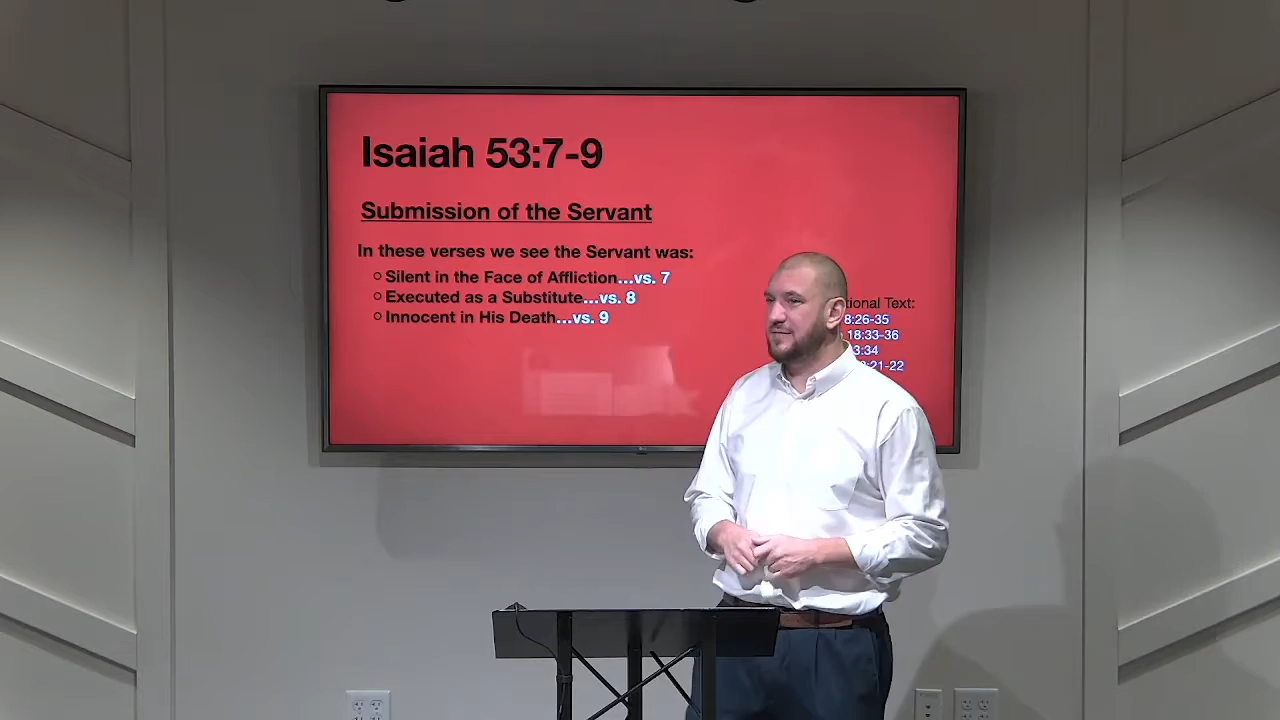 Isaiah 53:7-9
Submission of the Servant
In these verses we see the Servant was:
Silent in the Face of Affliction...vs. 7
Executed as a Substitute...vs. 8
Innocent in His Death...vs. 9
Text:
8:26-35
18:33-36
3:34
21-22